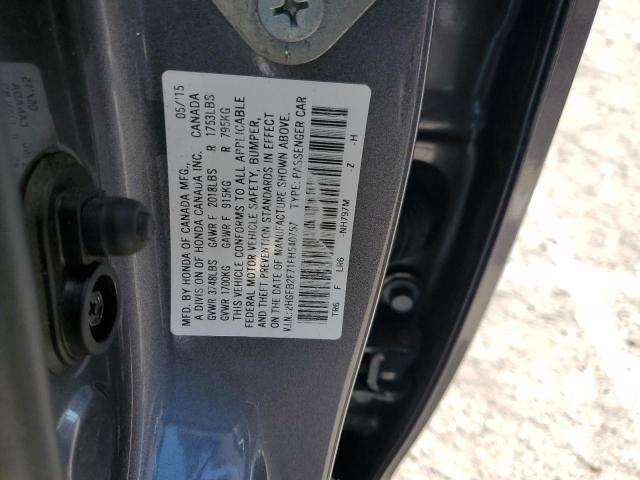 MFD. BY HONDA OF CANADA MFG., 05/'15
A DIVISION OF HONDA CANADA INC. CANADA
GVWR 3748LBS GAWR F 2018LBS R 1753LBS
GVWR 1700KG GAWR F 915KG R 795KG
THIS VEHICLE CONFORMS TO ALL APPLICABLE
FEDERAL MOTOR VEHICLE SAFETY, BUMPER,
AND THEFT PREVENTION STANDARDS IN EFFECT
ON THE DATE OF MANUFACTURE SHOWN ABOVE.
V.I.N.: 2HGFB2F71FH540757 TYPE: PASSENGER CAR
TR6 F LR6 -NH797M -Z -H